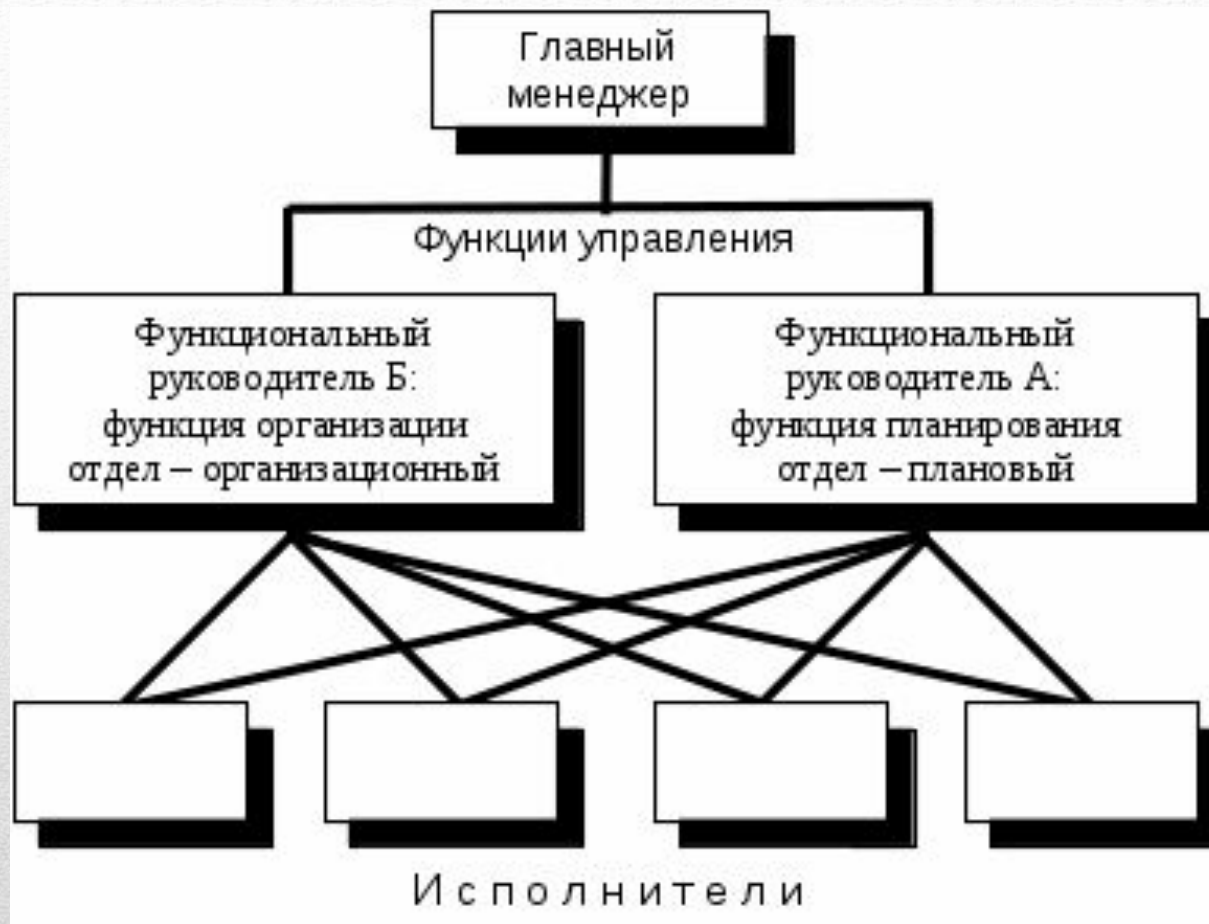 Главный
менеджер
Функции управления
Функциональный
руководитель Б:
функция организации
отдел – организационный
Функциональный
руководитель А:
функция планирования
отдел – плановый
Исполнители